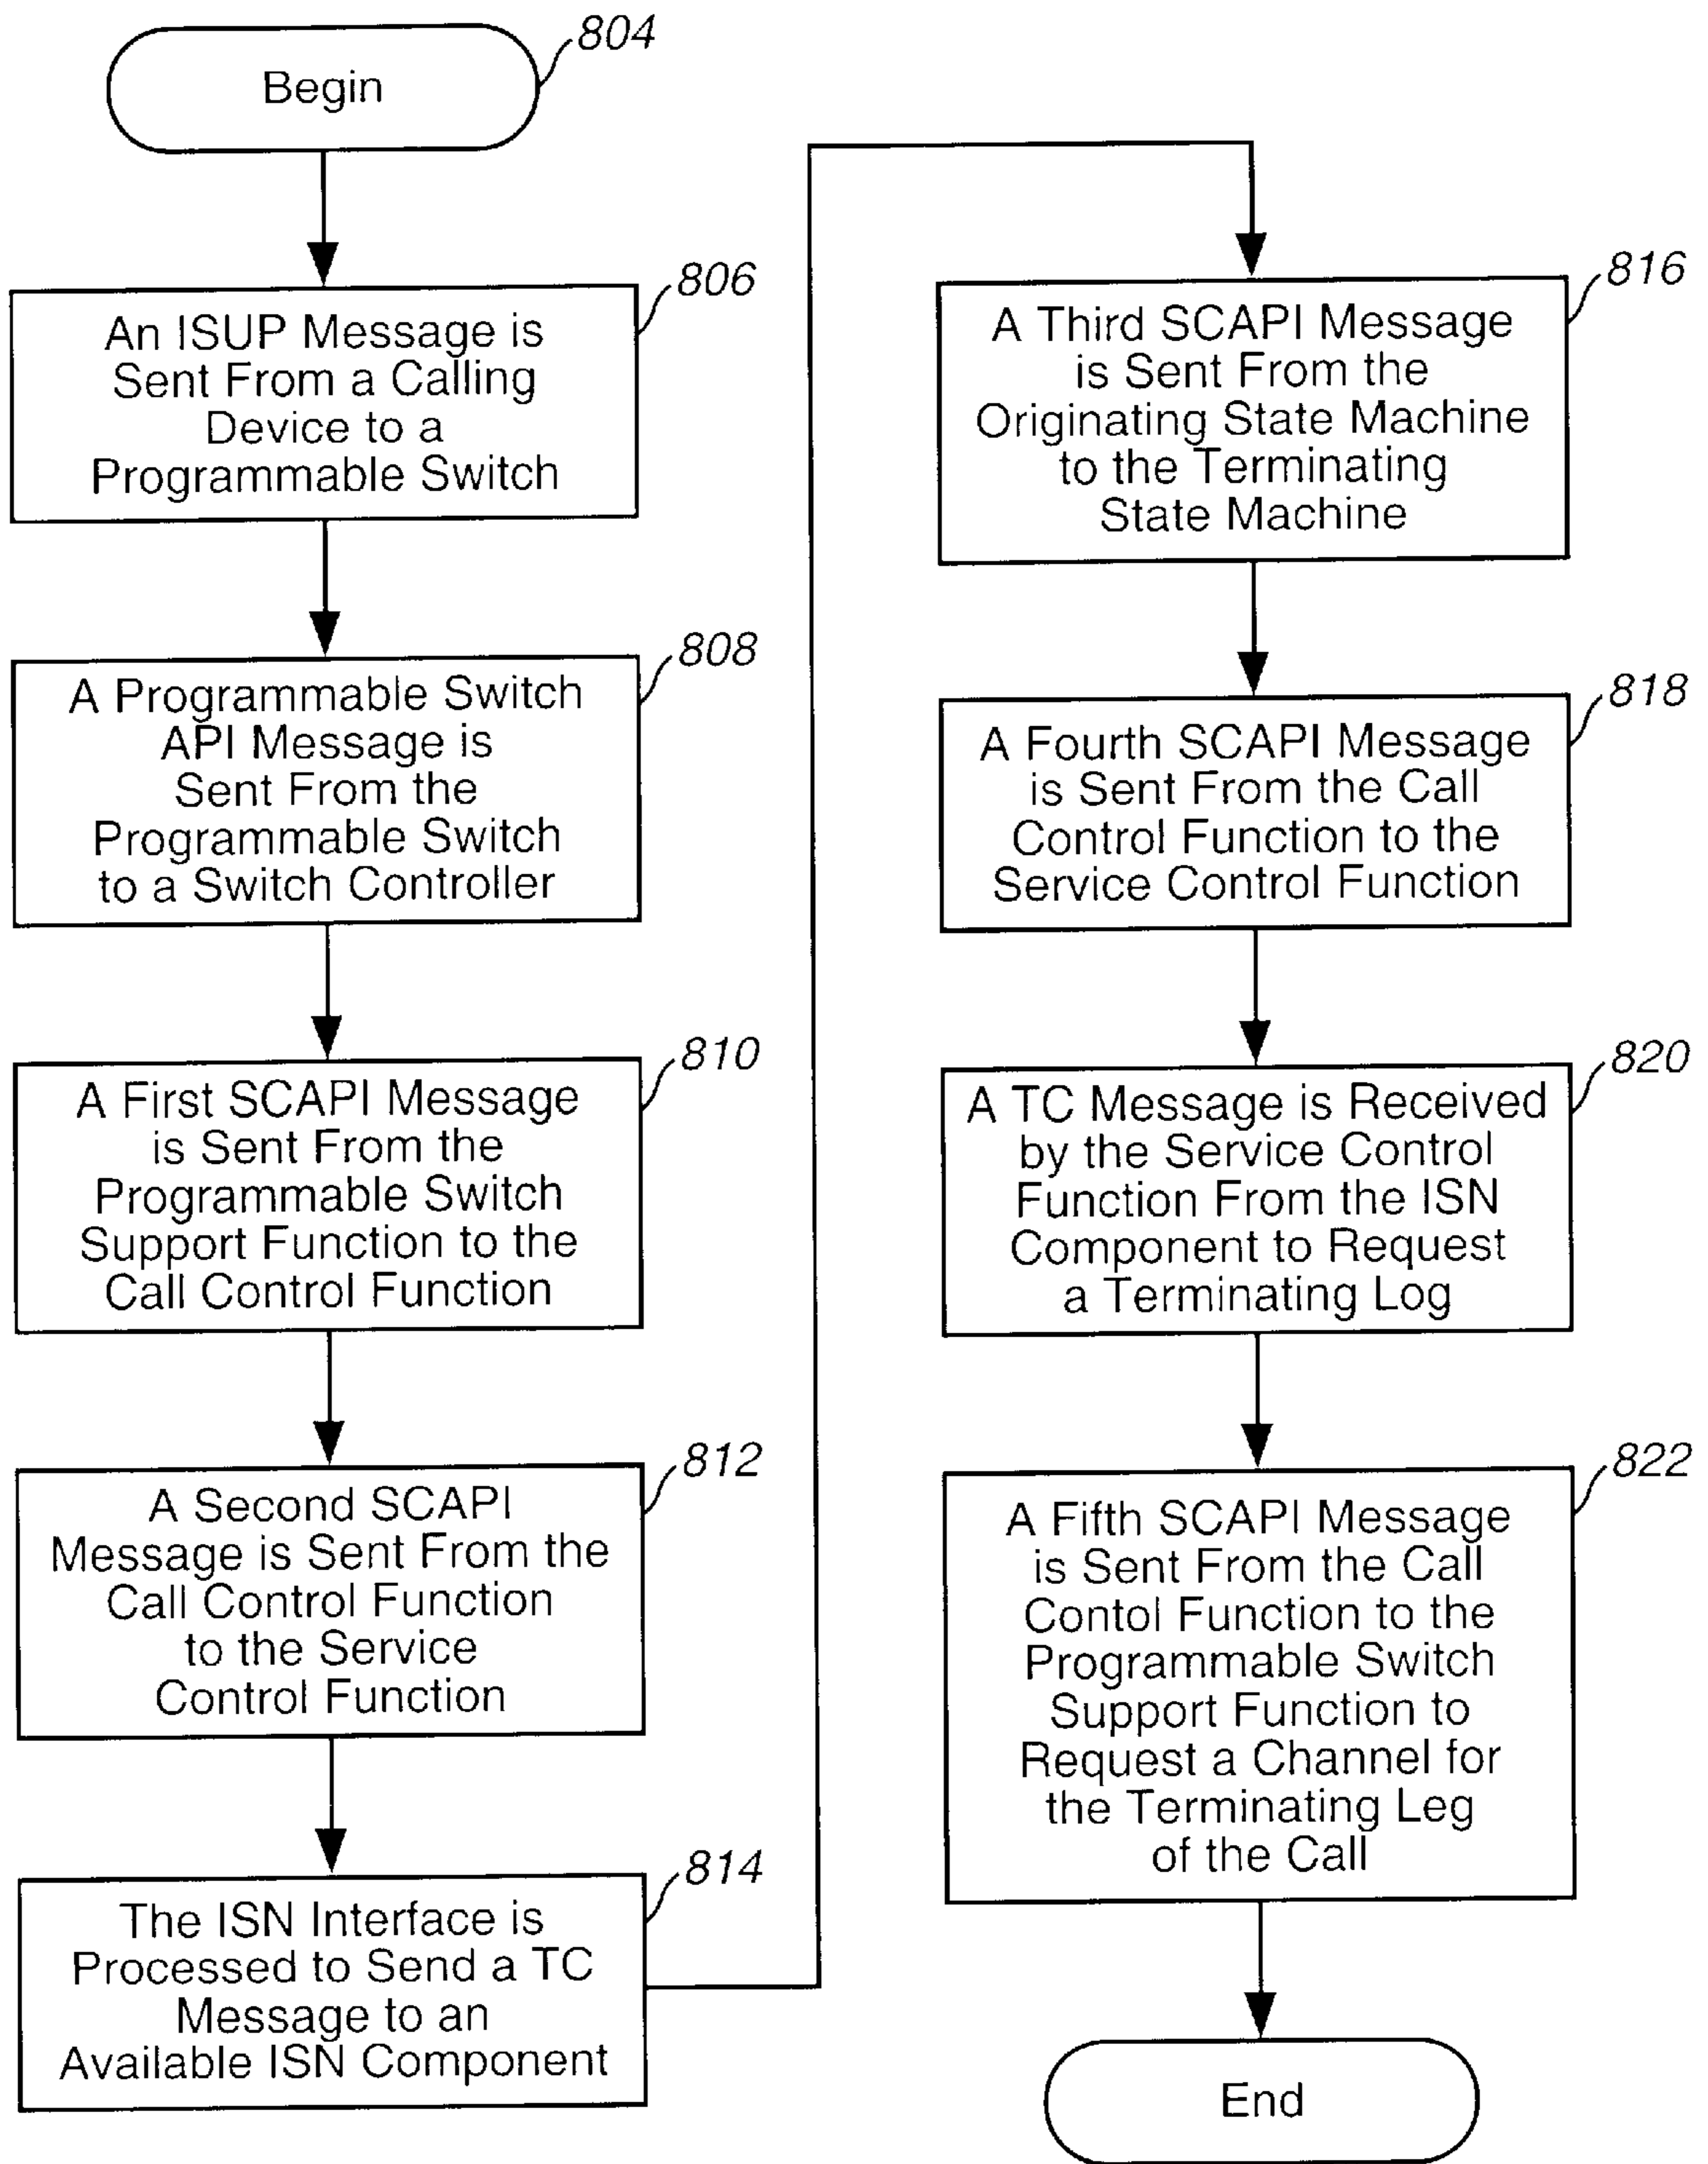 Begin
804
An ISUP Message is
Sent From a Calling
Device to a
Programmable Switch
806
A Programmable Switch
API Message is
Sent From the
Programmable Switch
to a Switch Controller
808
A First SCAPI Message
is Sent From the
Programmable Switch
Support Function to the
Call Control Function
810
A Second SCAPI
Message is Sent From the
Call Control Function
to the Service
Control Function
812
The ISN Interface is
Processed to Send a TC
Message to an
Available ISN Component
814
A Third SCAPI Message
is Sent From the
Originating State Machine
to the Terminating
State Machine
816
A Fourth SCAPI Message
is Sent From the Call
Control Function to the
Service Control Function
818
A TC Message is Received
by the Service Control
Function From the ISN
Component to Request
a Terminating Log
820
A Fifth SCAPI Message
is Sent From the Call
Contol Function to the
Programmable Switch
Support Function to
Request a Channel for
the Terminating Leg
of the Call
822
End